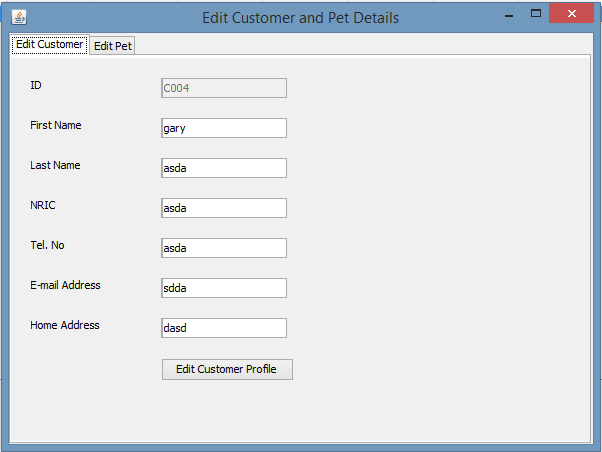 Edit Customer and Pet Details
Edit Customer Edit Pet
ID C004
First Name gary
Last Name asda
NRIC asda
Tel. No asda
E-mail Address sdda
Home Address dasd
Edit Customer Profile